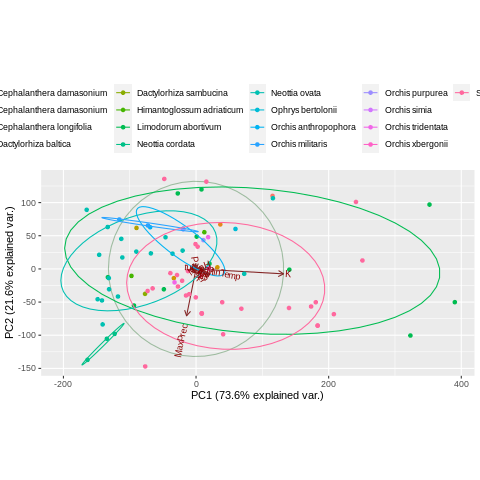 Cephalanthera damasonium Dactylorhiza sambucina Neottia ovata Orchis purpurea S
Cephalanthera damasonium Himantoglossum adriaticum Ophrys bertolonii Orchis simia
Cephalanthera longifolia Limodorum abortivum Orchis anthropophora Orchis tridentata
Dactylorhiza baltica Neottia cordata Orchis militaris Orchis xbergonii
PC2 (21.6% explained var.)
100
50
0
-50
-100
-150
K
MaxPrec
-200 0 200 400
PC1 (73.6% explained var.)